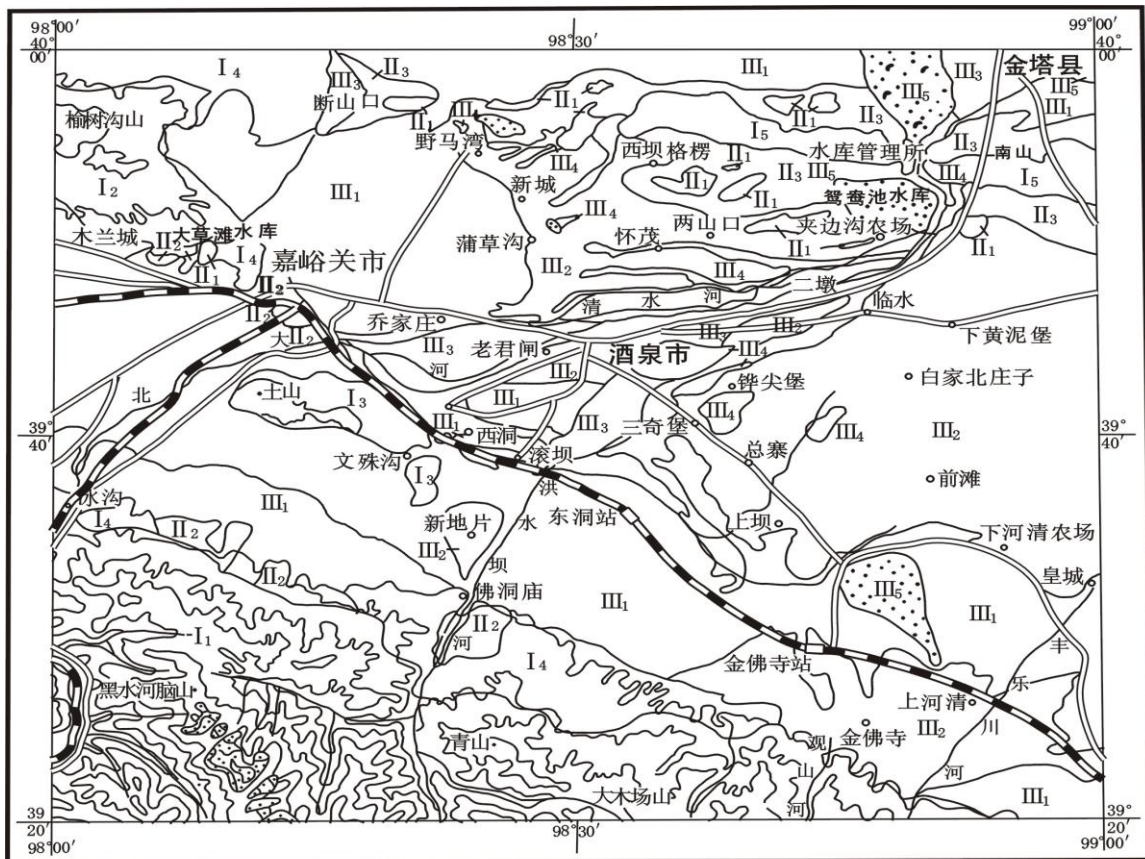 98°00′
98°30′
99°00′
40°00′
40°00′
I₄
II₃
III₃
断山口
II₁
III₁
III₃
金塔县
III₅
III₁
III₅
榆树沟山
野马湾
III₄
II₁
I₅
II₁
II₃
II₃
III₄
西坝格楞
II₁
水库管理所
南山
I₂
III₁
新城
II₁
II₃
III₅
III₄
I₅
鸳鸯池水库
木兰城
II₂
大草滩水库
II₁
I₄
嘉峪关市
蒲草沟
III₄
怀茂
两山口
II₁
II₁
夹边沟农场
II₁
II₃
III₂
III₄
II₂
清水河
二墩
临水
II₂
大
II₂
乔家庄
III₃
老君闸
酒泉市
III₃
III₂
下黄泥堡
北
河
III₂
III₄
铧尖堡
白家北庄子
土山
I₃
III₁
III₄
39°40′
39°40′
III₁
西洞
III₃
三奇堡
III₄
III₂
文殊沟
滚坝
总寨
I₃
前滩
冰沟
I₄
III₁
洪水坝河
东洞站
II₂
新地片
上坝
下河清农场
III₂
皇城
II₂
佛洞庙
III₁
III₅
III₁
I₁
II₂
I₄
丰乐川河
黑水河脑山
金佛寺站
上河清
III₂
青山
观山河
金佛寺
大木场山
III₁
39°20′
39°20′
98°00′
98°30′
99°00′